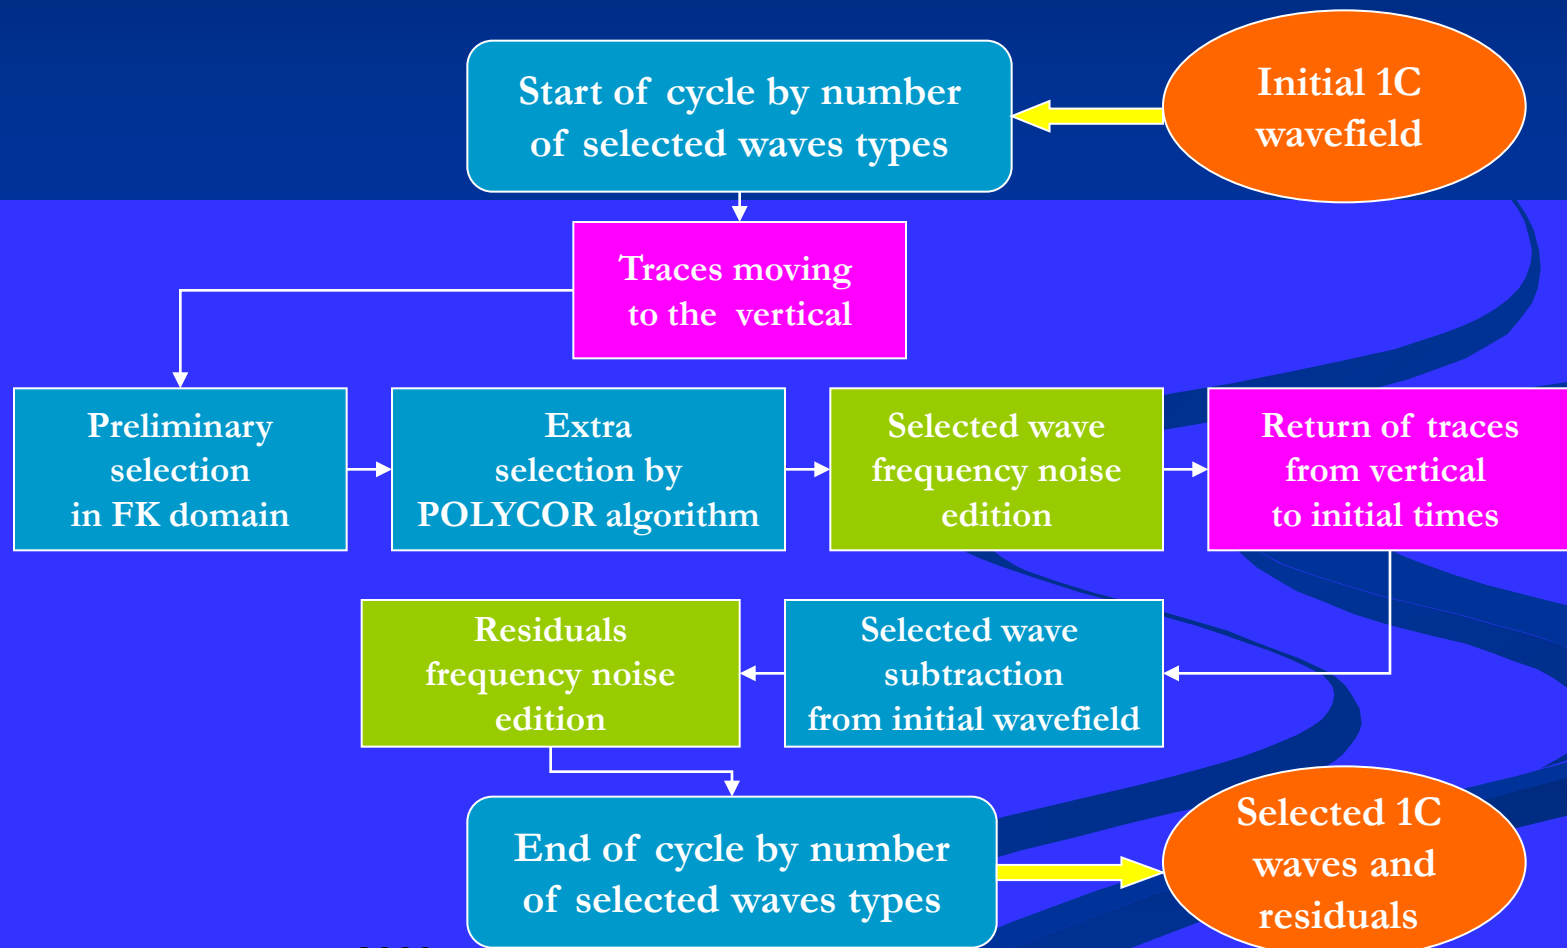 Start of cycle by number
of selected waves types
Initial 1C
wavefield
Traces moving
to the vertical
Preliminary
selection
in FK domain
Extra
selection by
POLYCOR algorithm
Selected wave
frequency noise
edition
Return of traces
from vertical
to initial times
Residuals
frequency noise
edition
Selected wave
subtraction
from initial wavefield
End of cycle by number
of selected waves types
Selected 1C
waves and
residuals